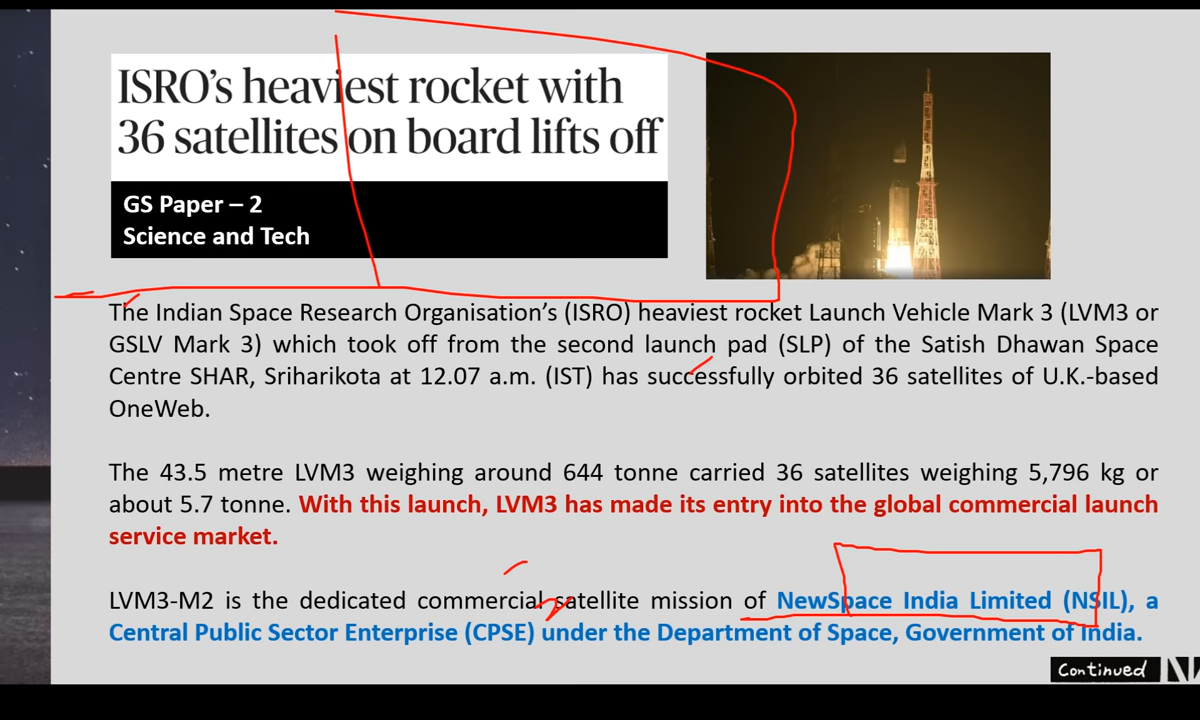 ISRO's heaviest rocket with
36 satellites on board lifts off
GS Paper – 2
Science and Tech
The Indian Space Research Organisation's (ISRO) heaviest rocket Launch Vehicle Mark 3 (LVM3 or
GSLV Mark 3) which took off from the second launch pad (SLP) of the Satish Dhawan Space
Centre SHAR, Sriharikota at 12.07 a.m. (IST) has successfully orbited 36 satellites of U.K.-based
OneWeb.
The 43.5 metre LVM3 weighing around 644 tonne carried 36 satellites weighing 5,796 kg or
about 5.7 tonne. With this launch, LVM3 has made its entry into the global commercial launch
service market.
LVM3-M2 is the dedicated commercial satellite mission of NewSpace India Limited (NSIL), a
Central Public Sector Enterprise (CPSE) under the Department of Space, Government of India.
Continued